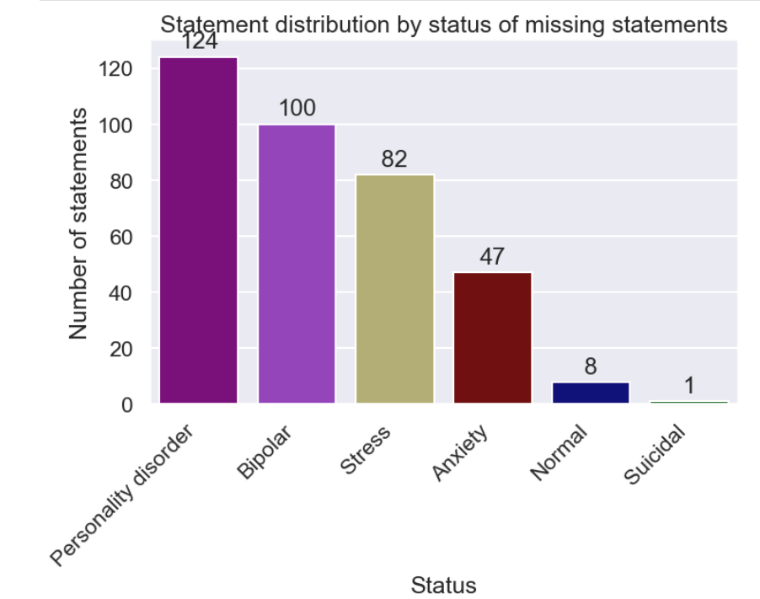 Statement distribution by status of missing statements
124
120
100
100
82
80
60
47
40
20
8
1
0
Number of statements
Personality disorder
Bipolar
Stress
Anxiety
Normal
Suicidal
Status